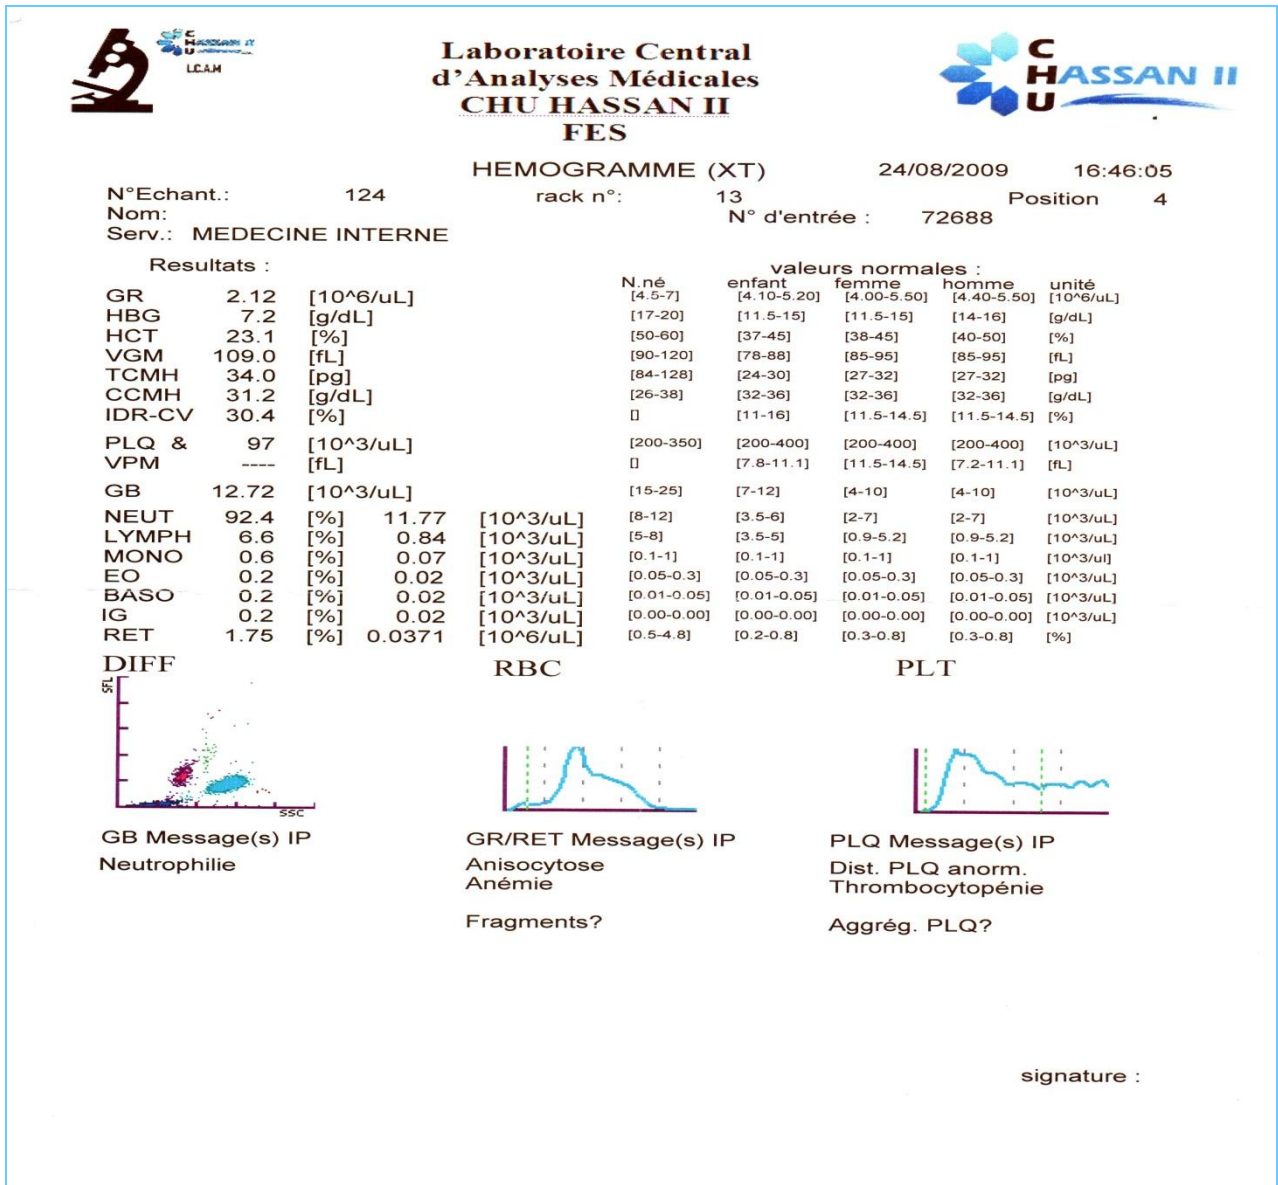 C
HASSAN II
H
U
L.C.A.M
Laboratoire Central
d'Analyses Médicales
CHU HASSAN II
FES
C
HASSAN II
U
HEMOGRAMME (XT) 24/08/2009 16:46:05
N°Echant.: 124 rack n°: 13 Position 4
Nom: N° d'entrée : 72688
Serv.: MEDECINE INTERNE
Resultats : valeurs normales :
N.né enfant femme homme unité
GR 2.12 [10^6/uL] [4.5-7] [4.10-5.20] [4.00-5.50] [4.40-5.50] [10^6/uL]
HBG 7.2 [g/dL] [17-20] [11.5-15] [11.5-15] [14-16] [g/dL]
HCT 23.1 [%] [50-60] [37-45] [38-45] [40-50] [%]
VGM 109.0 [fL] [90-120] [78-88] [85-95] [85-95] [fL]
TCMH 34.0 [pg] [84-128] [24-30] [27-32] [27-32] [pg]
CCMH 31.2 [g/dL] [26-38] [32-36] [32-36] [32-36] [g/dL]
IDR-CV 30.4 [%] [] [11-16] [11.5-14.5] [11.5-14.5] [%]
PLQ & 97 [10^3/uL] [200-350] [200-400] [200-400] [200-400] [10^3/uL]
VPM ---- [fL] [] [7.8-11.1] [11.5-14.5] [7.2-11.1] [fL]
GB 12.72 [10^3/uL] [15-25] [7-12] [4-10] [4-10] [10^3/uL]
NEUT 92.4 [%] 11.77 [10^3/uL] [8-12] [3.5-6] [2-7] [2-7] [10^3/uL]
LYMPH 6.6 [%] 0.84 [10^3/uL] [5-8] [3.5-5] [0.9-5.2] [0.9-5.2] [10^3/uL]
MONO 0.6 [%] 0.07 [10^3/uL] [0.1-1] [0.1-1] [0.1-1] [0.1-1] [10^3/ul]
EO 0.2 [%] 0.02 [10^3/uL] [0.05-0.3] [0.05-0.3] [0.05-0.3] [0.05-0.3] [10^3/uL]
BASO 0.2 [%] 0.02 [10^3/uL] [0.01-0.05] [0.01-0.05] [0.01-0.05] [0.01-0.05] [10^3/uL]
IG 0.2 [%] 0.02 [10^3/uL] [0.00-0.00] [0.00-0.00] [0.00-0.00] [0.00-0.00] [10^3/uL]
RET 1.75 [%] 0.0371 [10^6/uL] [0.5-4.8] [0.2-0.8] [0.3-0.8] [0.3-0.8] [%]
DIFF RBC PLT
SFL
SSC
GB Message(s) IP GR/RET Message(s) IP PLQ Message(s) IP
Neutrophilie Anisocytose Dist. PLQ anorm.
Anémie Thrombocytopénie
Fragments? Aggrég. PLQ?
signature :